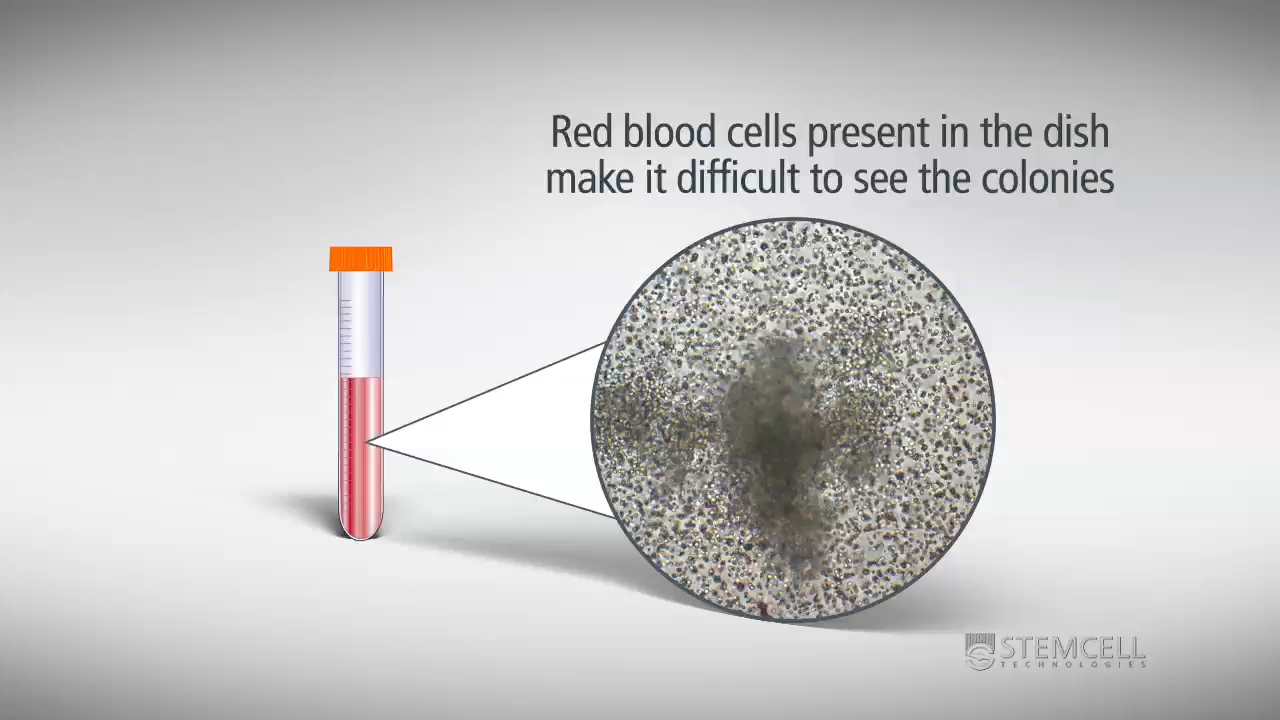 Red blood cells present in the dish
make it difficult to see the colonies
STEMCELL
TECHNOLOGIES